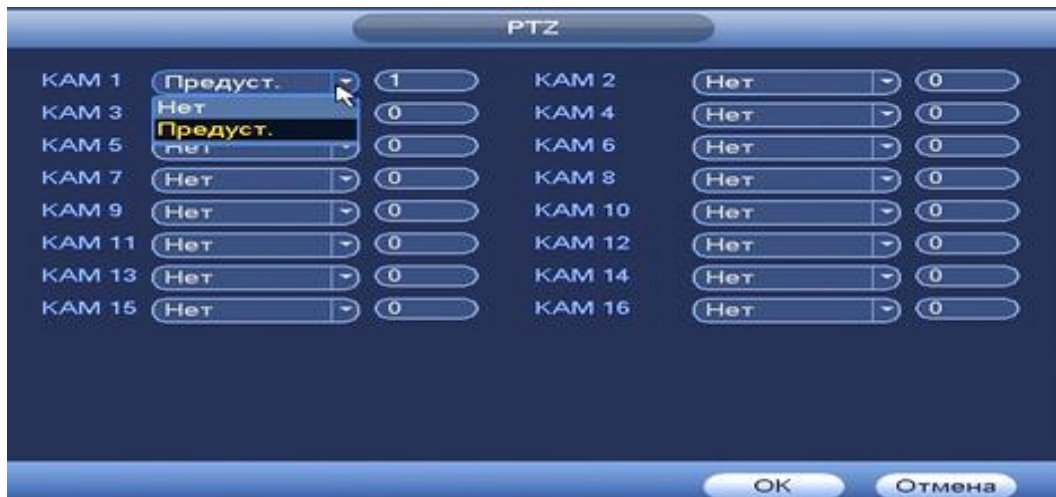 PTZ
КАМ 1 Предуст. 1 КАМ 2 Нет 0
Нет
КАМ 3 0 КАМ 4 Нет 0
Предуст.
КАМ 5 Нет 0 КАМ 6 Нет 0
КАМ 7 Нет 0 КАМ 8 Нет 0
КАМ 9 Нет 0 КАМ 10 Нет 0
КАМ 11 Нет 0 КАМ 12 Нет 0
КАМ 13 Нет 0 КАМ 14 Нет 0
КАМ 15 Нет 0 КАМ 16 Нет 0
OK Отмена